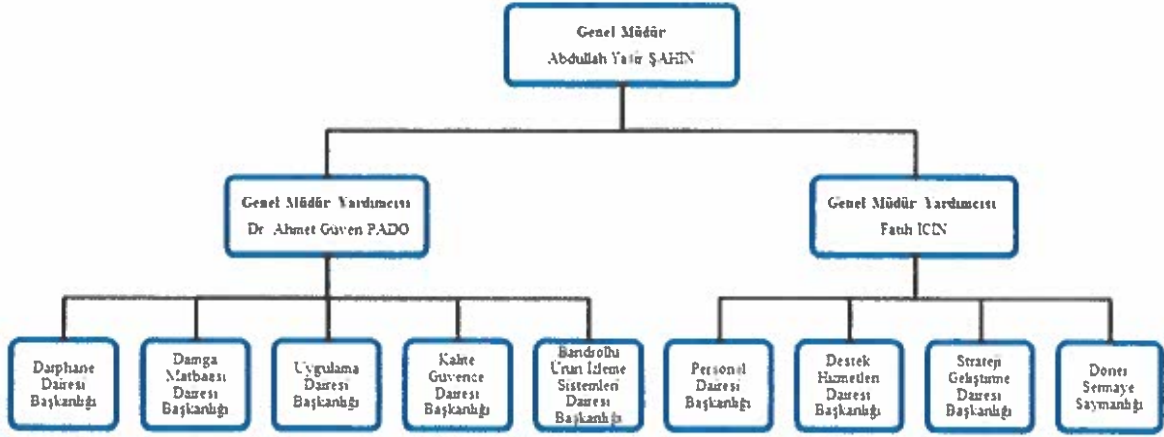 Genel Müdür
Abdullah Yasir ŞAHİN
Genel Müdür Yardımcısı
Dr. Ahmet Güven PADO
Genel Müdür Yardımcısı
Fatih İÇİN
Darphane
Dairesi
Başkanlığı
Damga
Matbaası
Dairesi
Başkanlığı
Uygulama
Dairesi
Başkanlığı
Kalite
Güvence
Dairesi
Başkanlığı
Bandrollü
Ürün İzleme
Sistemleri
Dairesi
Başkanlığı
Personel
Dairesi
Başkanlığı
Destek
Hizmetleri
Dairesi
Başkanlığı
Strateji
Geliştirme
Dairesi
Başkanlığı
Döner
Sermaye
Saymanlığı